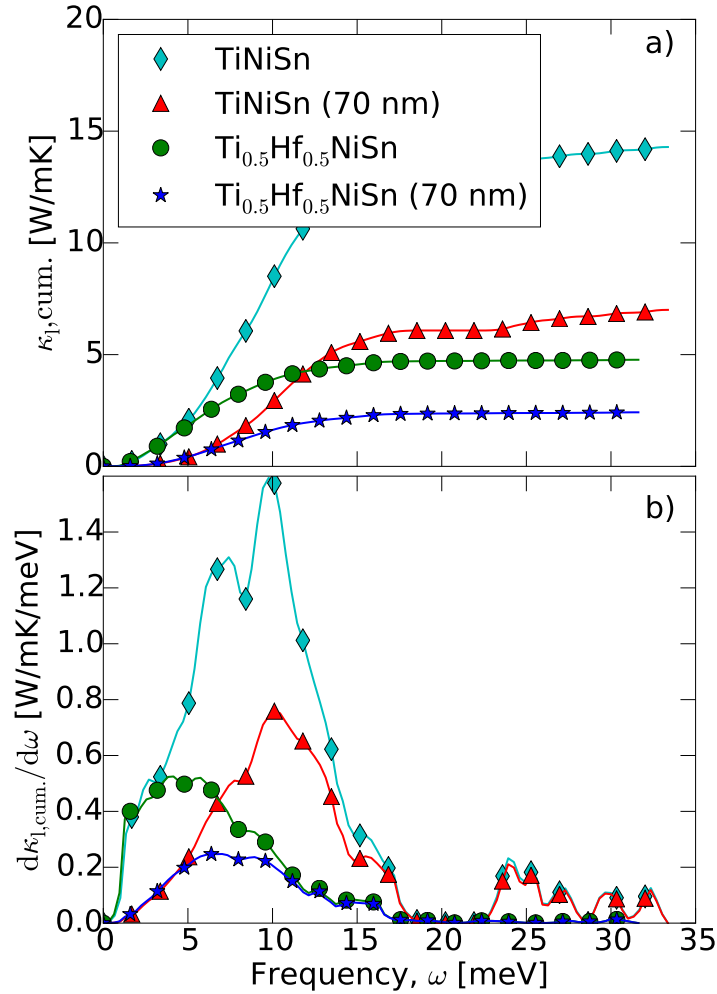 20
15
10
5
0
κl,cum. [W/mK]
a)
TiNiSn
TiNiSn (70 nm)
Ti0.5Hf0.5NiSn
Ti0.5Hf0.5NiSn (70 nm)
b)
1.4
1.2
1.0
0.8
0.6
0.4
0.2
0.0
dκl,cum./dω [W/mK/meV]
0 5 10 15 20 25 30 35
Frequency, ω [meV]